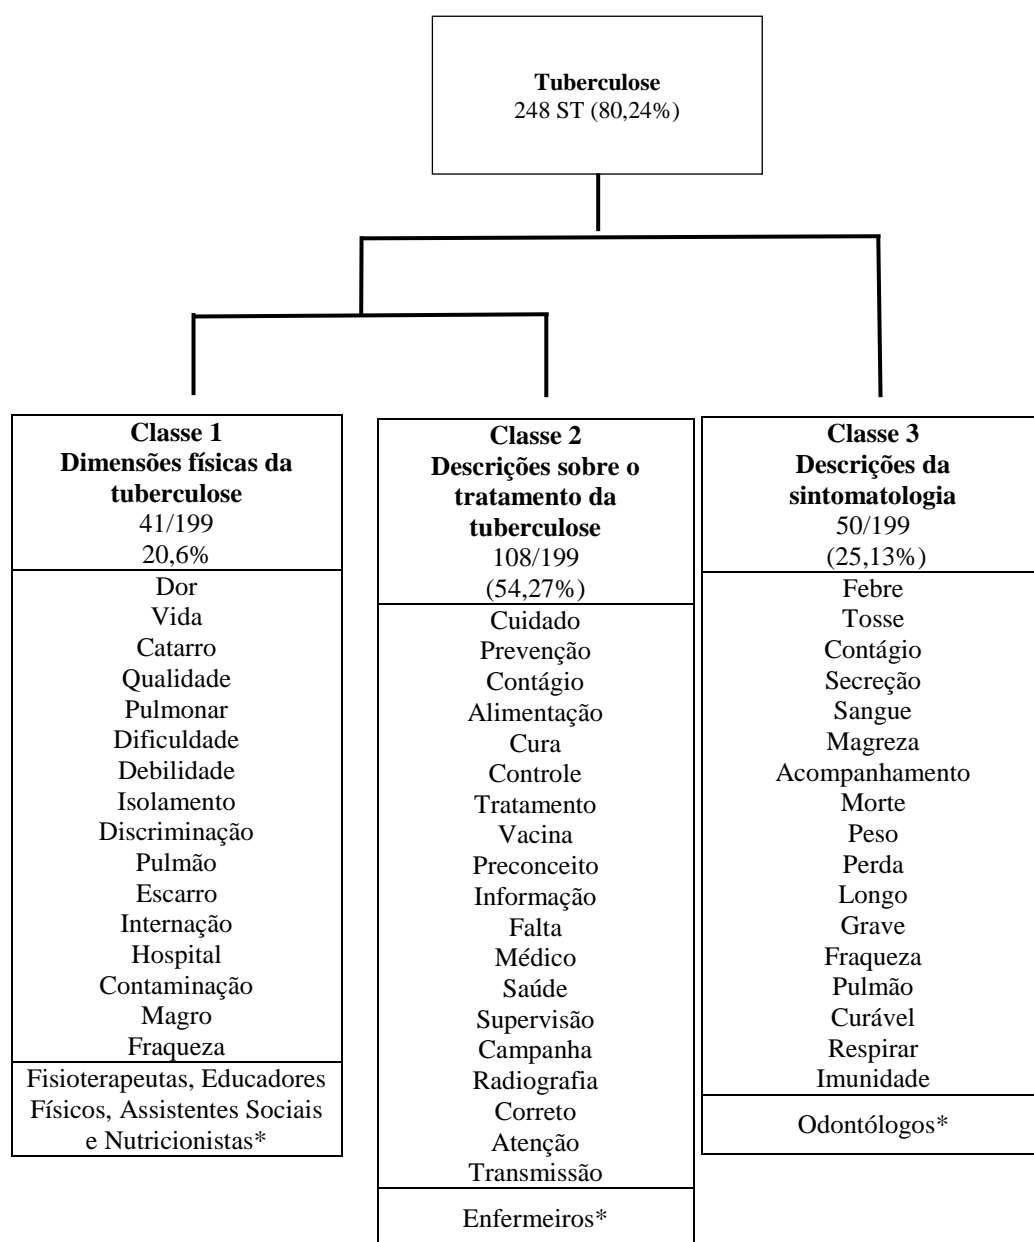 Tuberculose
248 ST (80,24%)
Classe 1
Dimensões físicas da
tuberculose
41/199
20,6%
Dor
Vida
Catarro
Qualidade
Pulmonar
Dificuldade
Debilidade
Isolamento
Discriminação
Pulmão
Escarro
Internação
Hospital
Contaminação
Magro
Fraqueza
Fisioterapeutas, Educadores
Físicos, Assistentes Sociais
e Nutricionistas*
Classe 2
Descrições sobre o
tratamento da
tuberculose
108/199
(54,27%)
Cuidado
Prevenção
Contágio
Alimentação
Cura
Controle
Tratamento
Vacina
Preconceito
Informação
Falta
Médico
Saúde
Supervisão
Campanha
Radiografia
Correto
Atenção
Transmissão
Enfermeiros*
Classe 3
Descrições da
sintomatologia
50/199
(25,13%)
Febre
Tosse
Contágio
Secreção
Sangue
Magreza
Acompanhamento
Morte
Peso
Perda
Longo
Grave
Fraqueza
Pulmão
Curável
Respirar
Imunidade
Odontólogos*